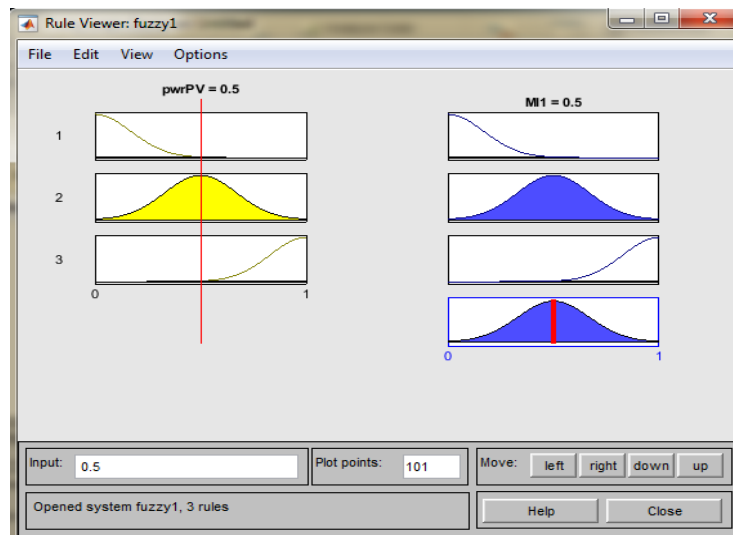 Rule Viewer: fuzzy1
File Edit View Options
pwrPV = 0.5
MI1 = 0.5
1
2
3
0 1
0 1
Input: 0.5
Plot points: 101
Move: left right down up
Opened system fuzzy1, 3 rules
Help Close